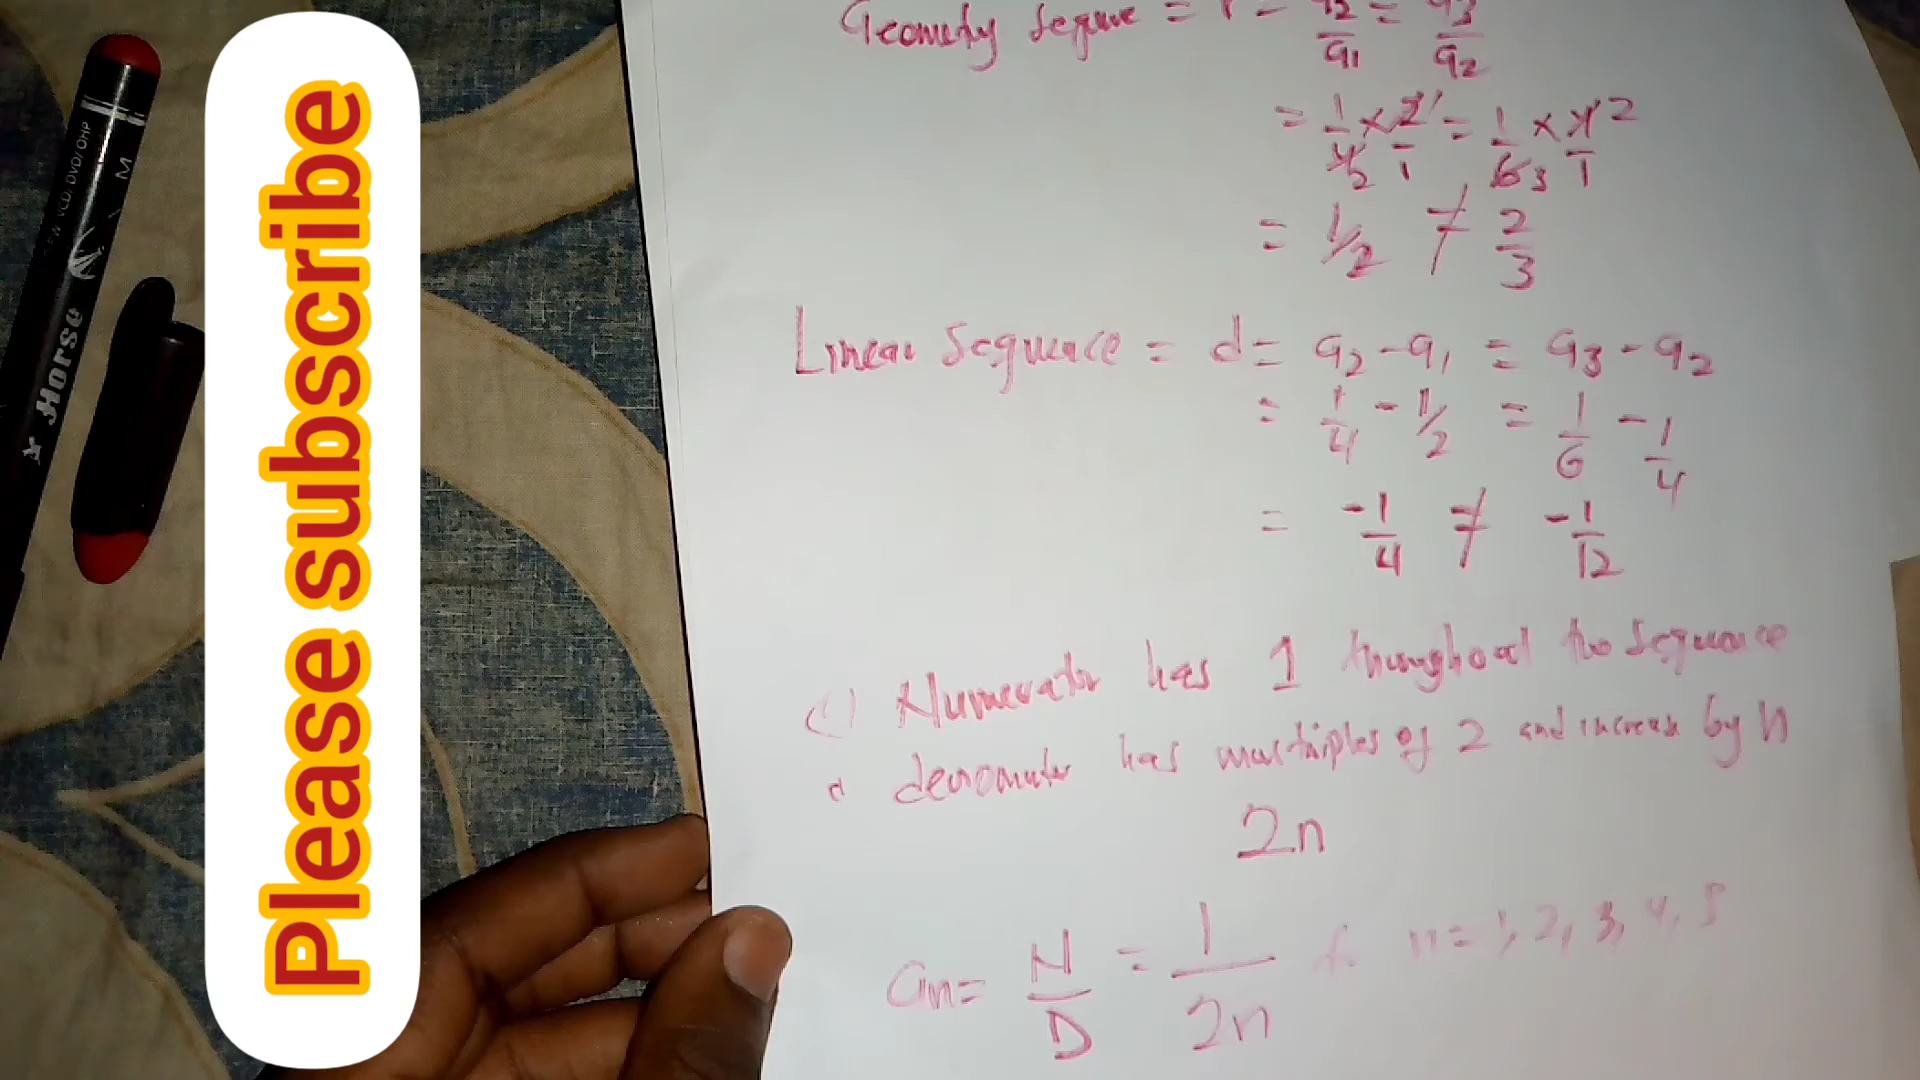 Please subscribe
VCD/DVD/OHP
M
Horse
Geometry Sequence = r = a2/a1 = a3/a2
= 1/4 × 2/1 = 1/6 × 4/1
= 1/2 ≠ 2/3
Linear Sequence = d = a2 - a1 = a3 - a2
= 1/4 - 1/2 = 1/6 - 1/4
= -1/4 ≠ -1/12
Numerator has 1 throughout the sequence
has multiples of 2 and increase by n
2n
an = N/D = 1/2n n = 1, 2, 3, 4, 5